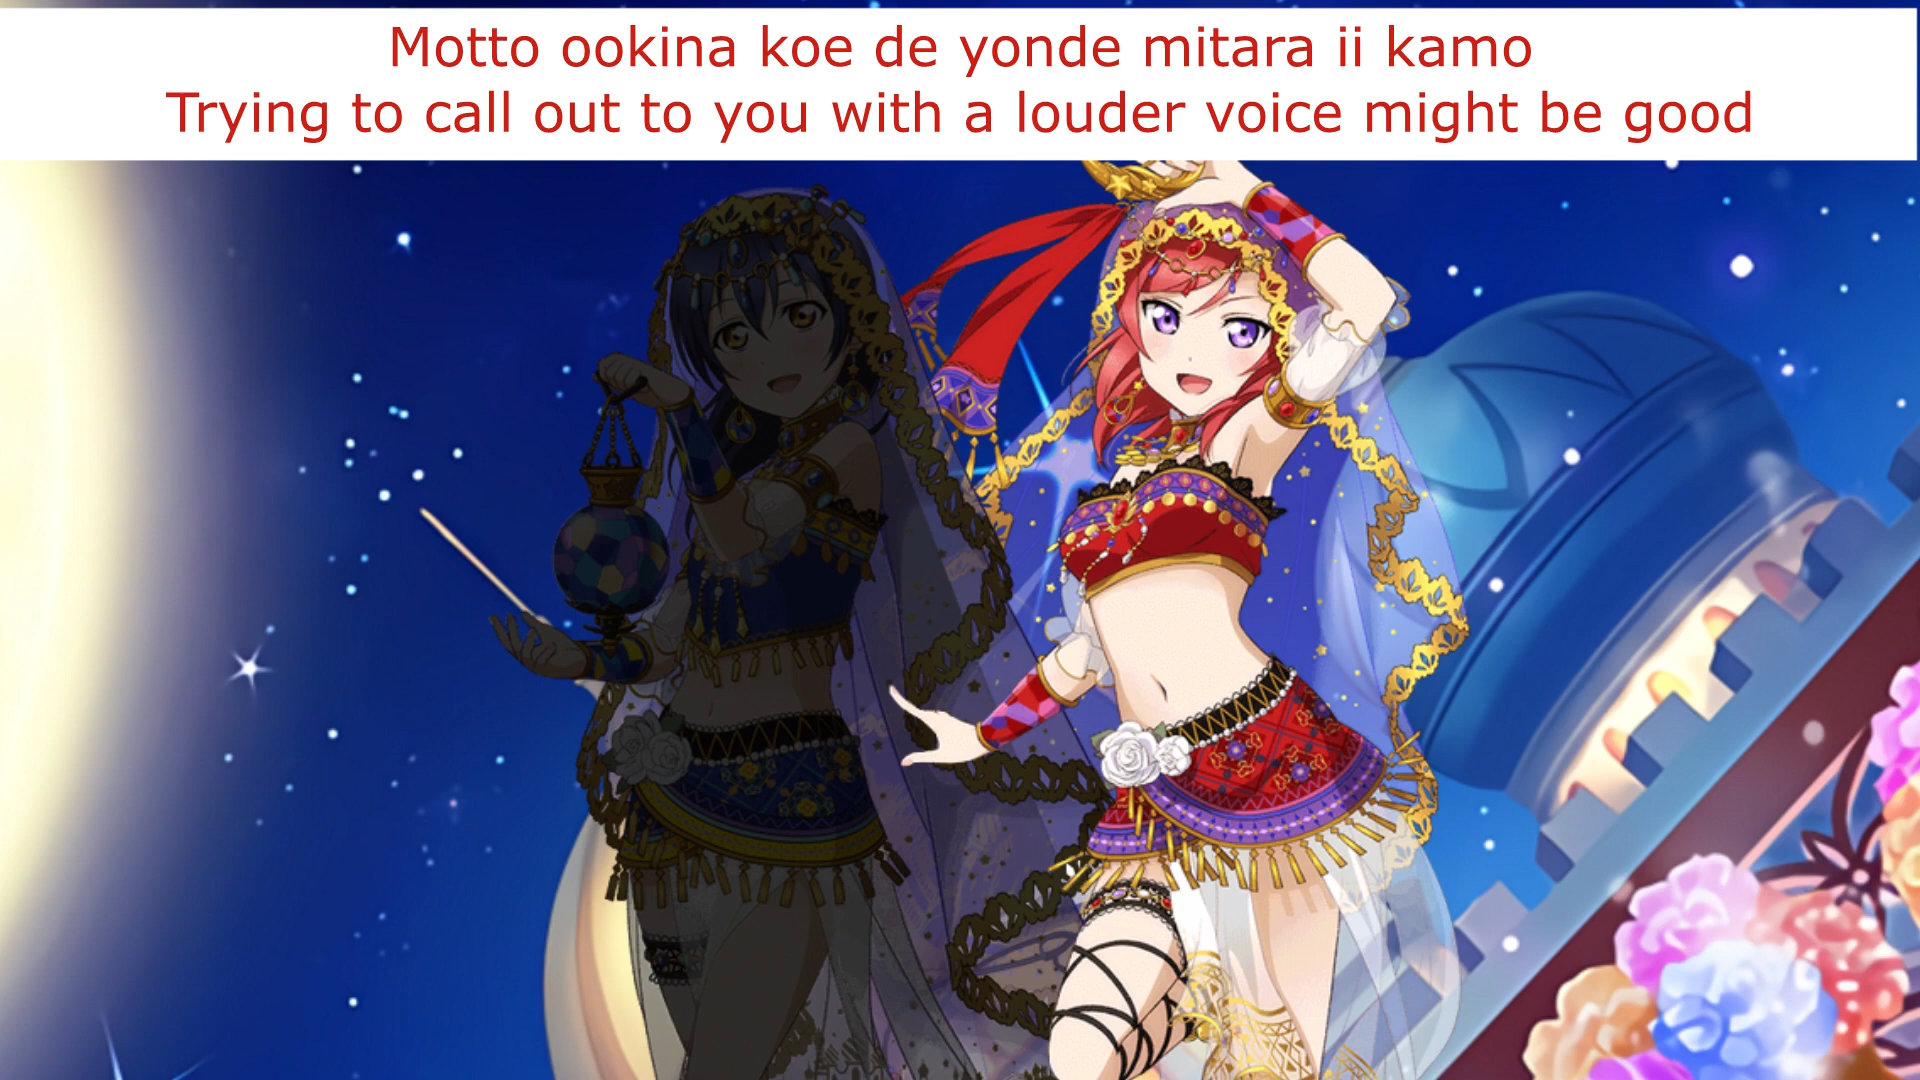 Motto ookina koe de yonde mitara ii kamo
Trying to call out to you with a louder voice might be good